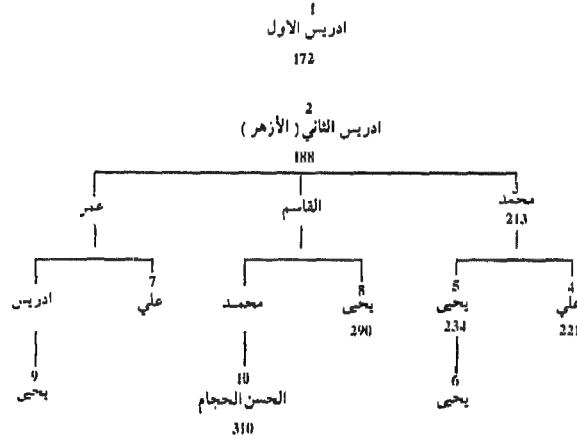 1
ادريس الاول
172
2
ادريس الثاني ( الأزهر )
188
3
محمد القاسم عمر
213
4 5 8 7
علي يحيى يحيى محمد علي ادريس
221 234 290
6 10 9
يحيى الحسن الحجام يحيى
310